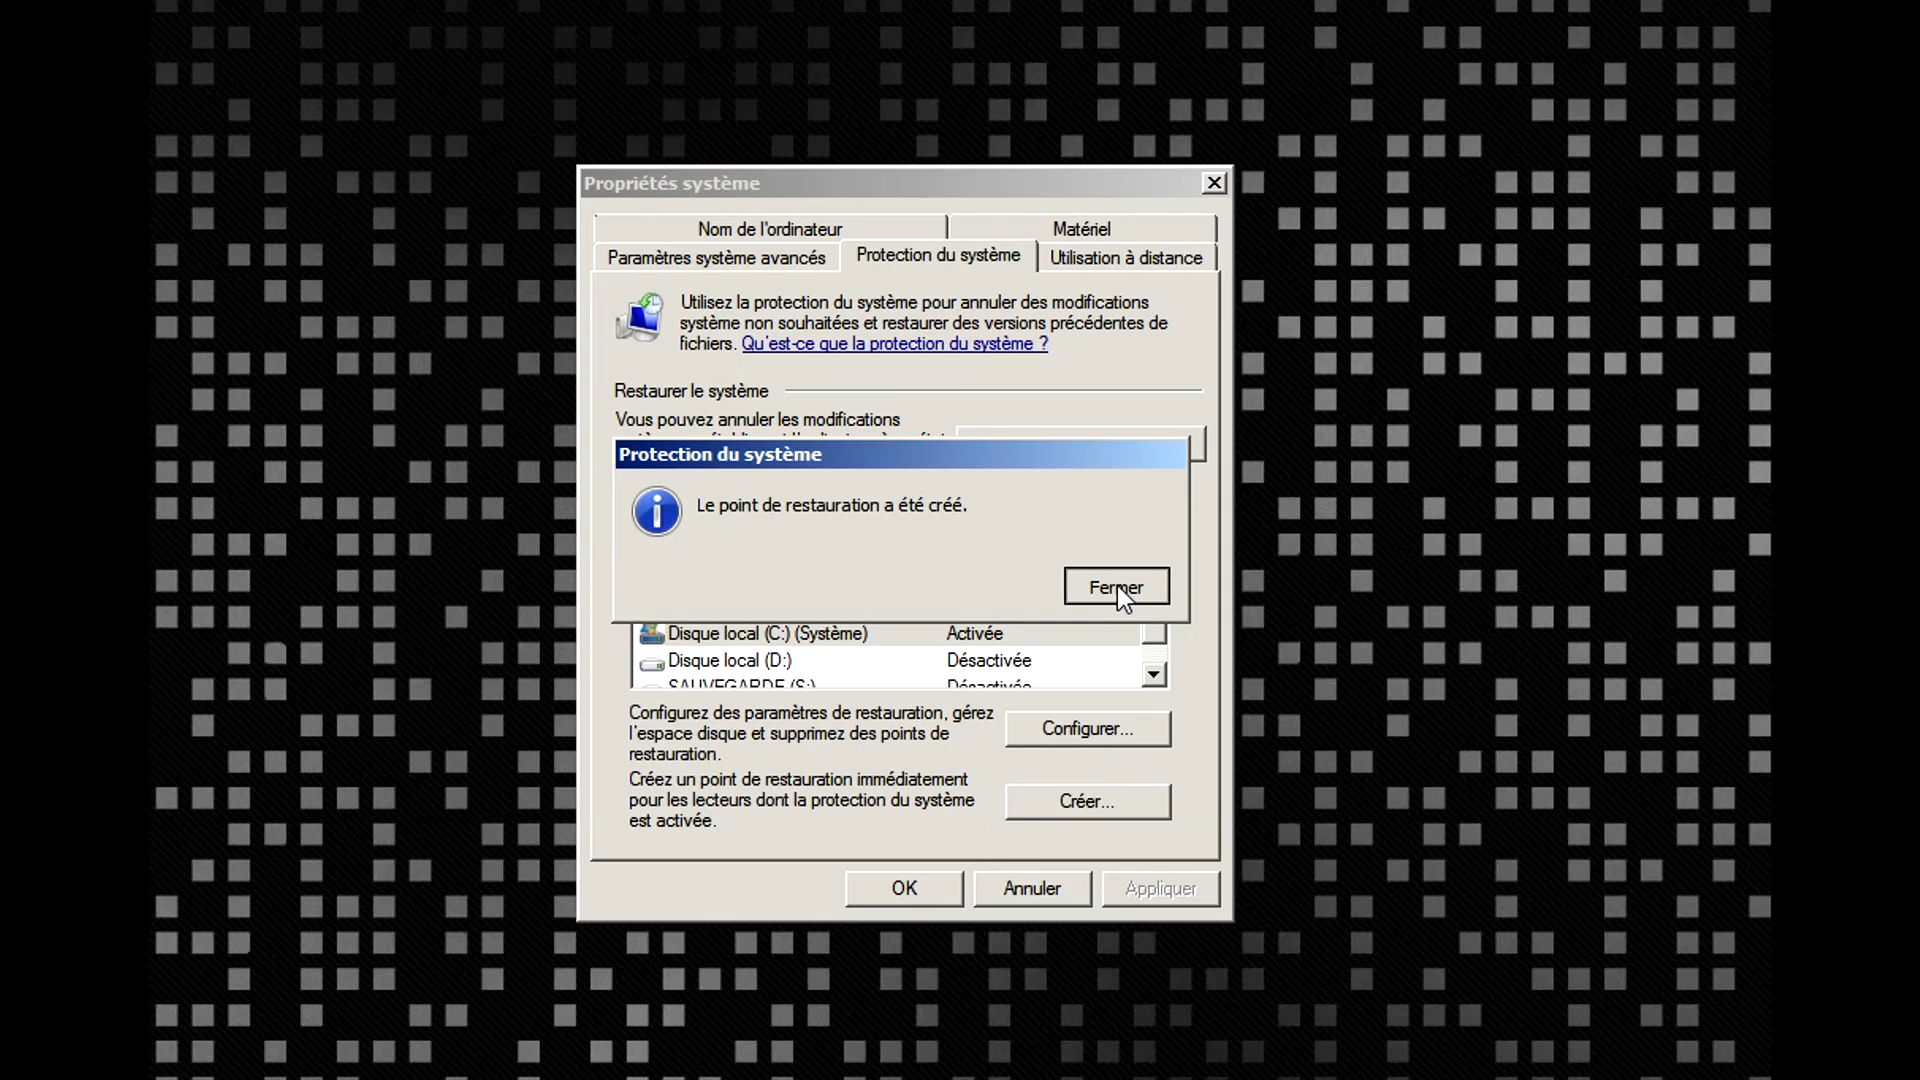 Propriétés système
Nom de l'ordinateur
Matériel
Paramètres système avancés
Protection du système
Utilisation à distance
Utilisez la protection du système pour annuler des modifications
système non souhaitées et restaurer des versions précédentes de
fichiers. Qu'est-ce que la protection du système ?
Restaurer le système
Vous pouvez annuler les modifications
Protection du système
Le point de restauration a été créé.
Fermer
Disque local (C:) (Système) Activée
Disque local (D:) Désactivée
SAUVEGARDE (S:) Désactivée
Configurez des paramètres de restauration, gérez
l'espace disque et supprimez des points de
restauration.
Configurer...
Créez un point de restauration immédiatement
pour les lecteurs dont la protection du système
est activée.
Créer...
OK
Annuler
Appliquer